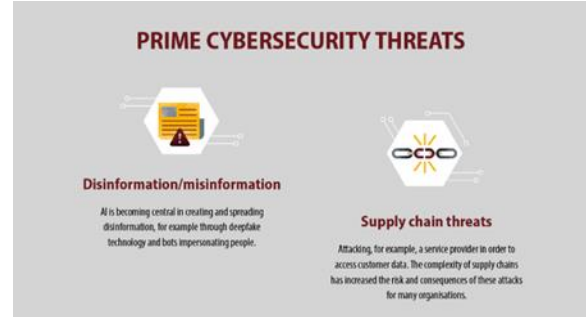 PRIME CYBERSECURITY THREATS
Disinformation/misinformation
AI is becoming central in creating and spreading
disinformation, for example through deepfake
technology and bots impersonating people.
Supply chain threats
Attacking, for example, a service provider in order to
access customer data. The complexity of supply chains
has increased the risk and consequences of these attacks
for many organisations.